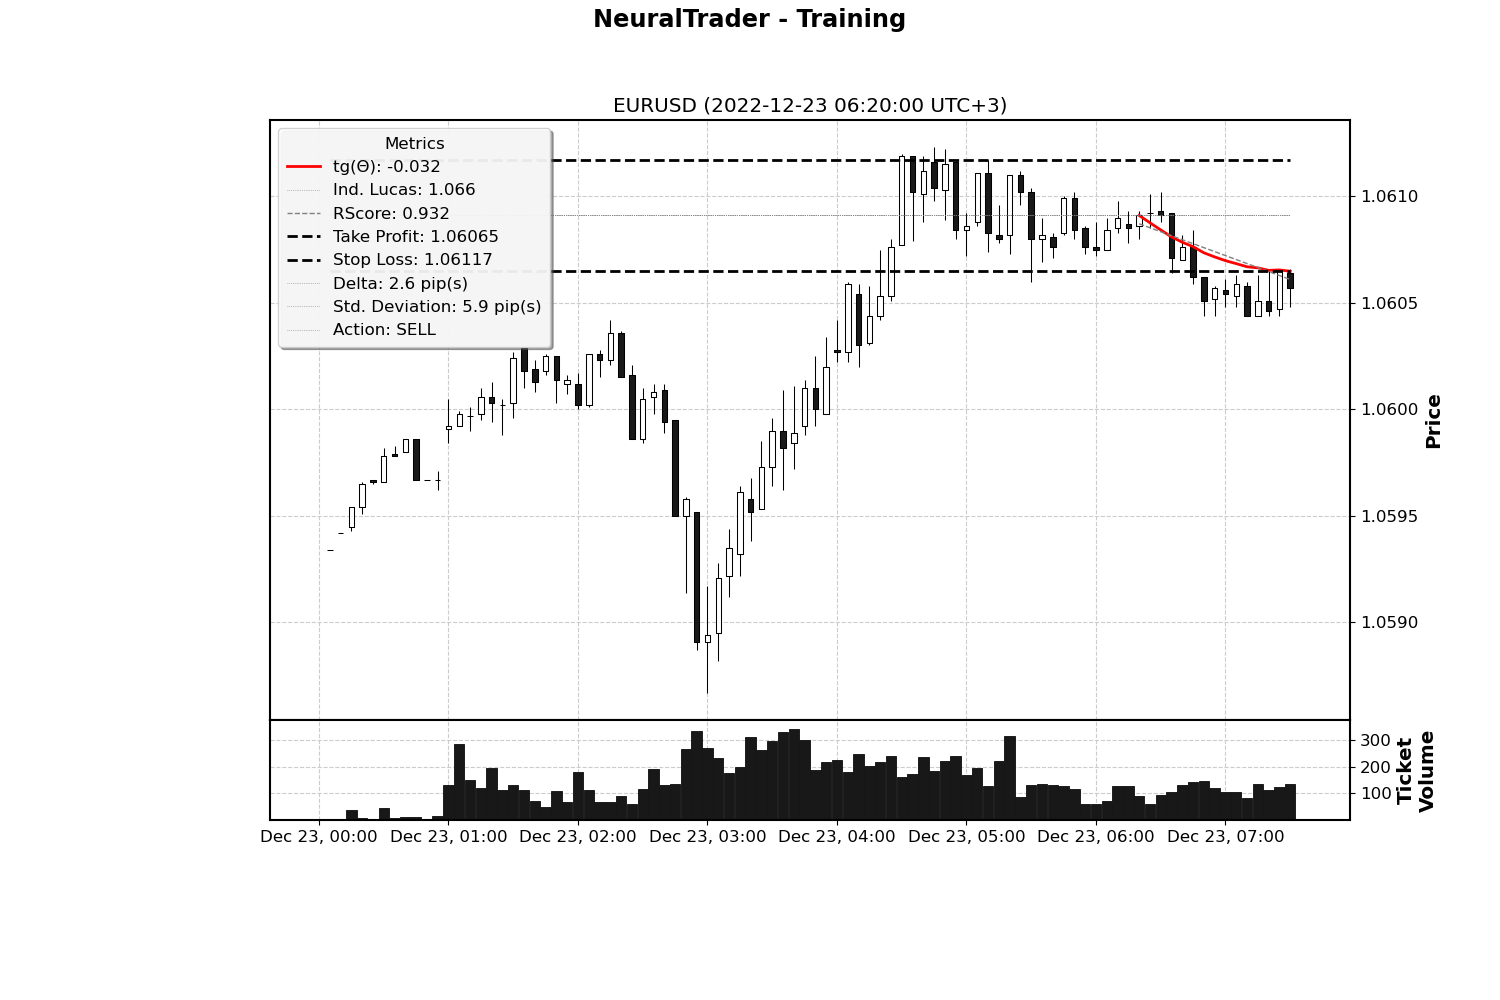 NeuralTrader - Training
EURUSD (2022-12-23 06:20:00 UTC+3)
Metrics
tg(Θ): -0.032
Ind. Lucas: 1.066
RScore: 0.932
Take Profit: 1.06065
Stop Loss: 1.06117
Delta: 2.6 pip(s)
Std. Deviation: 5.9 pip(s)
Action: SELL
1.0610
1.0605
1.0600
1.0595
1.0590
Price
300
200
100
Ticket
Volume
Dec 23, 00:00 Dec 23, 01:00 Dec 23, 02:00 Dec 23, 03:00 Dec 23, 04:00 Dec 23, 05:00 Dec 23, 06:00 Dec 23, 07:00